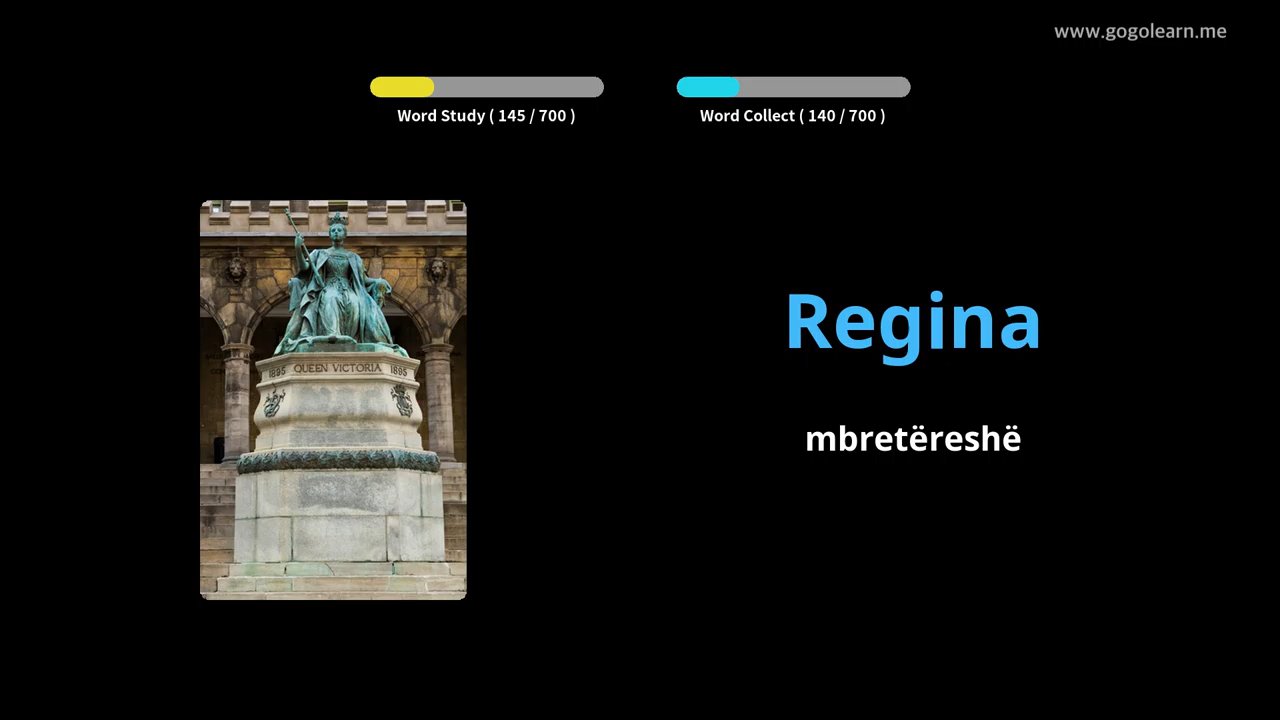 www.gogolearn.me
Word Study ( 145 / 700 )
Word Collect ( 140 / 700 )
1895 QUEEN VICTORIA 1895
Regina
mbretëreshë